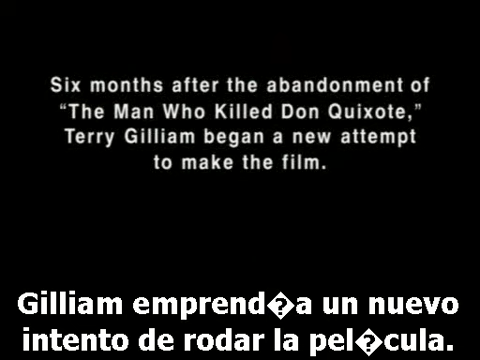 Six months after the abandonment of
“The Man Who Killed Don Quixote,”
Terry Gilliam began a new attempt
to make the film.
Gilliam emprend�a un nuevo
intento de rodar la pel�cula.